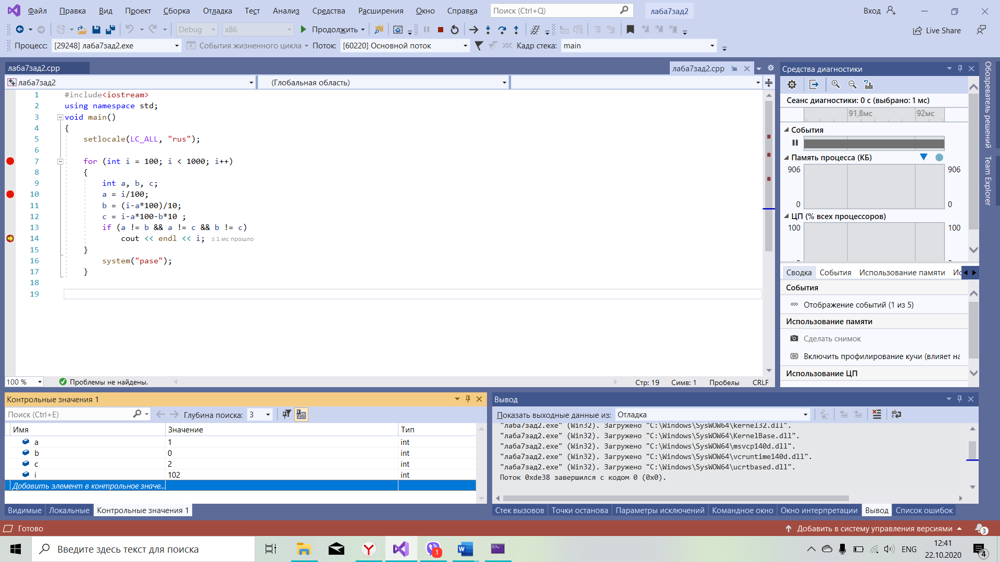 Файл Правка Вид Проект Сборка Отладка Тест Анализ Средства Расширения Окно Справка Поиск (Ctrl+Q) лаба7зад2 Вход
Debug x86 Продолжить Live Share
Процесс: [29248] лаба7зад2.exe События жизненного цикла Поток: [60220] Основной поток Кадр стека: main
лаба7зад2.cpp лаба7зад2.cpp
лаба7зад2 (Глобальная область)
1 #include<iostream>
2 using namespace std;
3 void main()
4 {
5 setlocale(LC_ALL, "rus");
6
7 for (int i = 100; i < 1000; i++)
8 {
9 int a, b, c;
10 a = i/100;
11 b = (i-a*100)/10;
12 c = i-a*100-b*10 ;
13 if (a != b && a != c && b != c)
14 cout << endl << i; ≤ 1 мс прошло
15 }
16 system("pase");
17 }
18
19
100 % Проблемы не найдены. Стр: 19 Симв: 1 Пробелы CRLF
Средства диагностики
Сеанс диагностики: 0 с (выбрано: 1 мс)
91,8мс 92мс
События
Память процесса (КБ)
906 906
0 0
ЦП (% всех процессоров)
100 100
Сводка События Использование памяти Ис
События
Отображение событий (1 из 5)
Использование памяти
Сделать снимок
Включить профилирование кучи (влияет на
Использование ЦП
Обозреватель решений
Team Explorer
Контрольные значения 1
Поиск (Ctrl+E) Глубина поиска: 3
Имя Значение Тип
a 1 int
b 0 int
c 2 int
i 102 int
Добавить элемент в контрольное значе...
Видимые Локальные Контрольные значения 1
Вывод
Показать выходные данные из: Отладка
"лаба7зад2.exe" (Win32). Загружено "C:\Windows\SysWOW64\kernel32.dll".
"лаба7зад2.exe" (Win32). Загружено "C:\Windows\SysWOW64\KernelBase.dll".
"лаба7зад2.exe" (Win32). Загружено "C:\Windows\SysWOW64\msvcp140d.dll".
"лаба7зад2.exe" (Win32). Загружено "C:\Windows\SysWOW64\vcruntime140d.dll".
"лаба7зад2.exe" (Win32). Загружено "C:\Windows\SysWOW64\ucrtbased.dll".
Поток 0xde38 завершился с кодом 0 (0x0).
Стек вызовов Точки останова Параметры исключений Командное окно Окно интерпретации Вывод Список ошибок
Готово Добавить в систему управления версиями 3
Введите здесь текст для поиска 1 ENG 12:41
22.10.2020 4